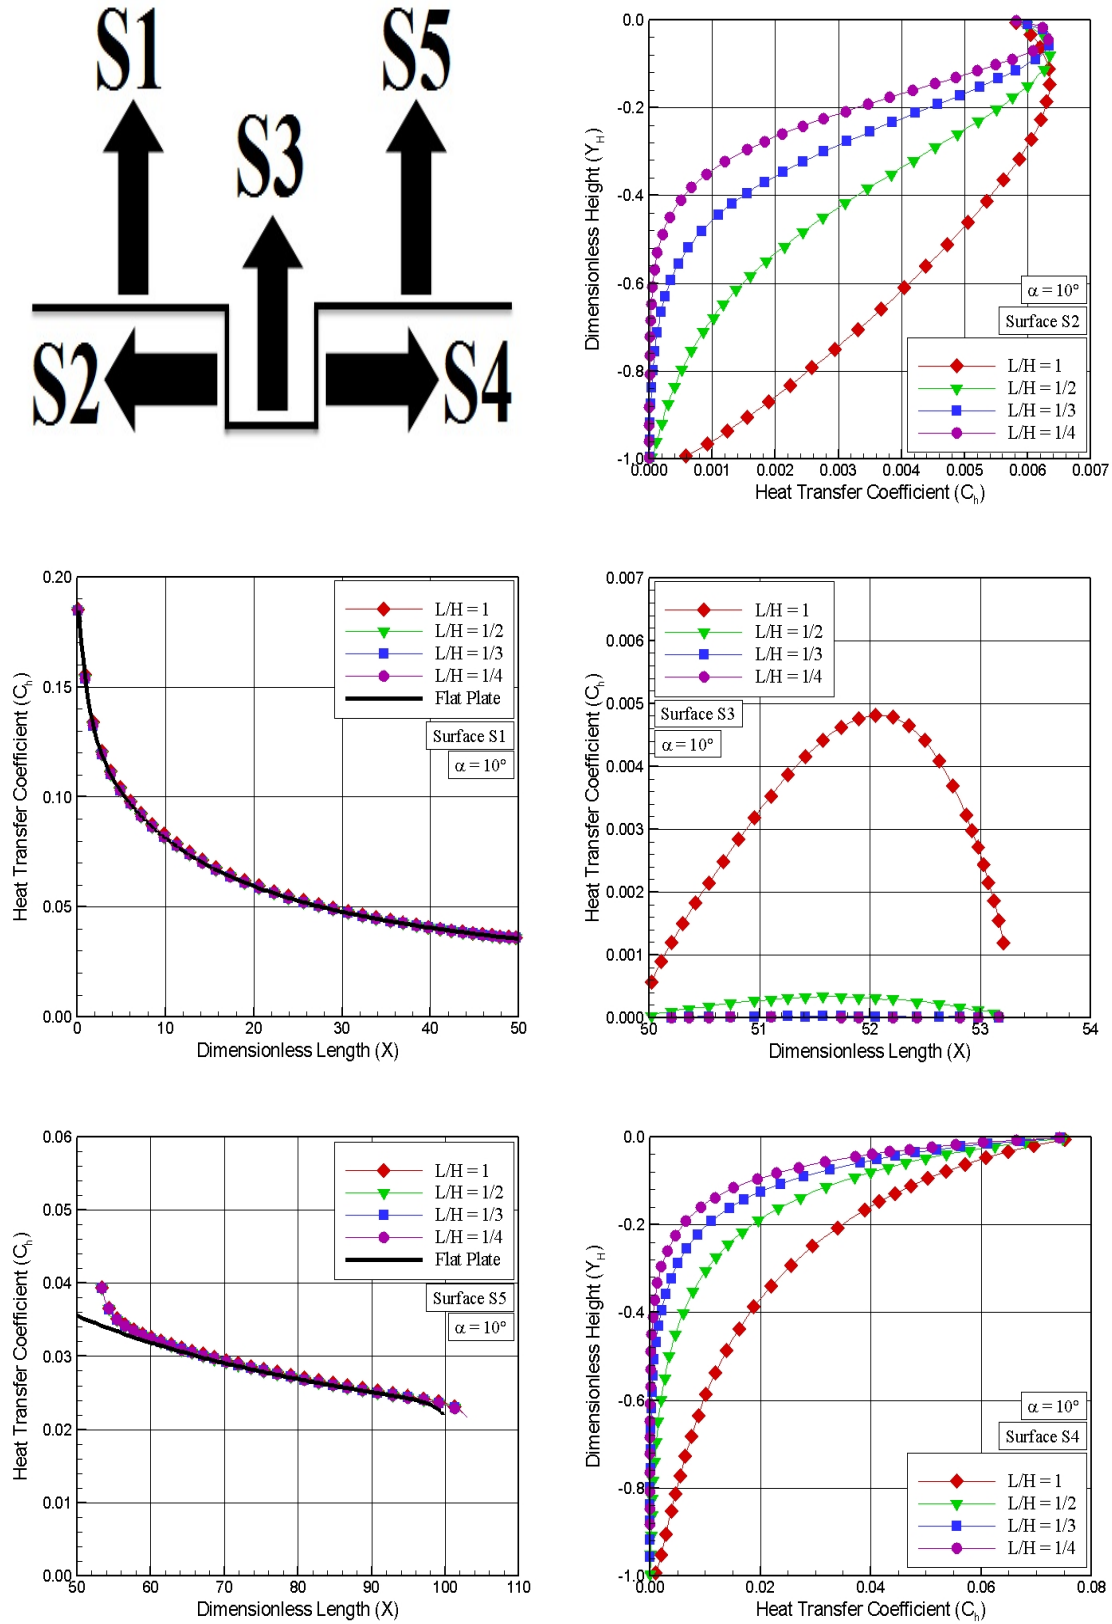 S1
S5
S3
S2
S4
0.0
-0.2
-0.4
-0.6
-0.8
-1.0
Dimensionless Height (Y_H)
α = 10°
Surface S2
L/H = 1
L/H = 1/2
L/H = 1/3
L/H = 1/4
0.000 0.001 0.002 0.003 0.004 0.005 0.006 0.007
Heat Transfer Coefficient (C_h)
0.20
0.15
0.10
0.05
0.00
Heat Transfer Coefficient (C_h)
L/H = 1
L/H = 1/2
L/H = 1/3
L/H = 1/4
Flat Plate
Surface S1
α = 10°
0 10 20 30 40 50
Dimensionless Length (X)
0.007
0.006
0.005
0.004
0.003
0.002
0.001
0.000
Heat Transfer Coefficient (C_h)
L/H = 1
L/H = 1/2
L/H = 1/3
L/H = 1/4
Surface S3
α = 10°
50 51 52 53 54
Dimensionless Length (X)
0.06
0.05
0.04
0.03
0.02
0.01
0.00
Heat Transfer Coefficient (C_h)
L/H = 1
L/H = 1/2
L/H = 1/3
L/H = 1/4
Flat Plate
Surface S5
α = 10°
50 60 70 80 90 100 110
Dimensionless Length (X)
0.0
-0.2
-0.4
-0.6
-0.8
-1.0
Dimensionless Height (Y_H)
α = 10°
Surface S4
L/H = 1
L/H = 1/2
L/H = 1/3
L/H = 1/4
0.00 0.02 0.04 0.06 0.08
Heat Transfer Coefficient (C_h)